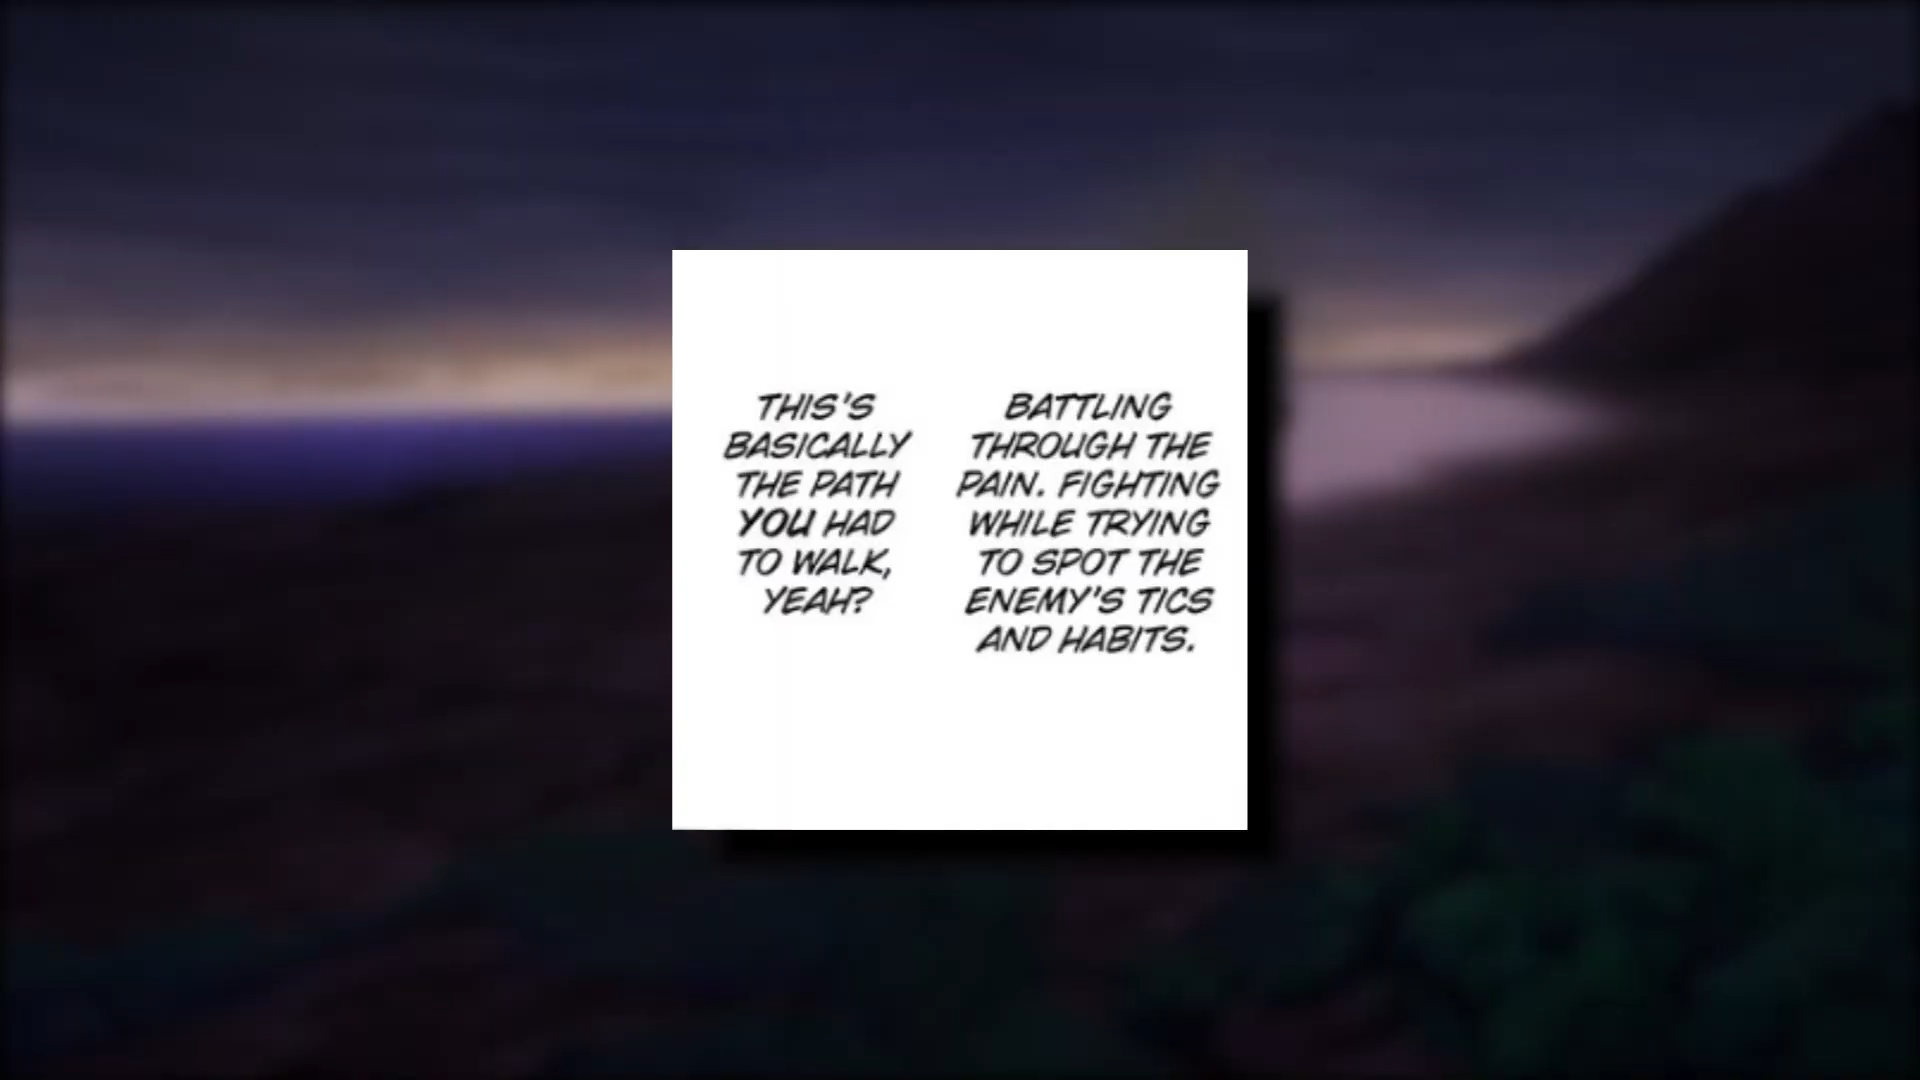 BATTLING
THROUGH THE
PAIN. FIGHTING
WHILE TRYING
TO SPOT THE
ENEMY'S TICS
AND HABITS.
THIS'S
BASICALLY
THE PATH
YOU HAD
TO WALK,
YEAH?